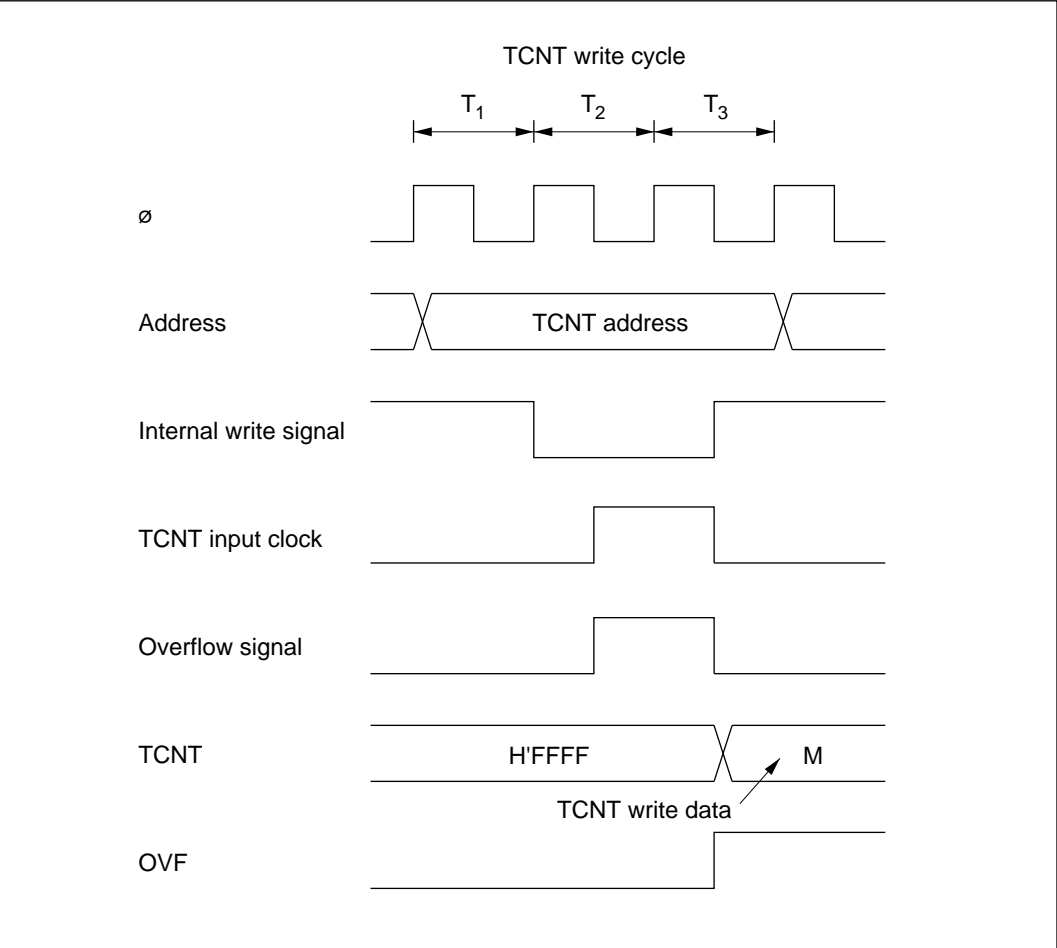 TCNT write cycle
T1 T2 T3
ø
Address TCNT address
Internal write signal
TCNT input clock
Overflow signal
TCNT H'FFFF M
TCNT write data
OVF